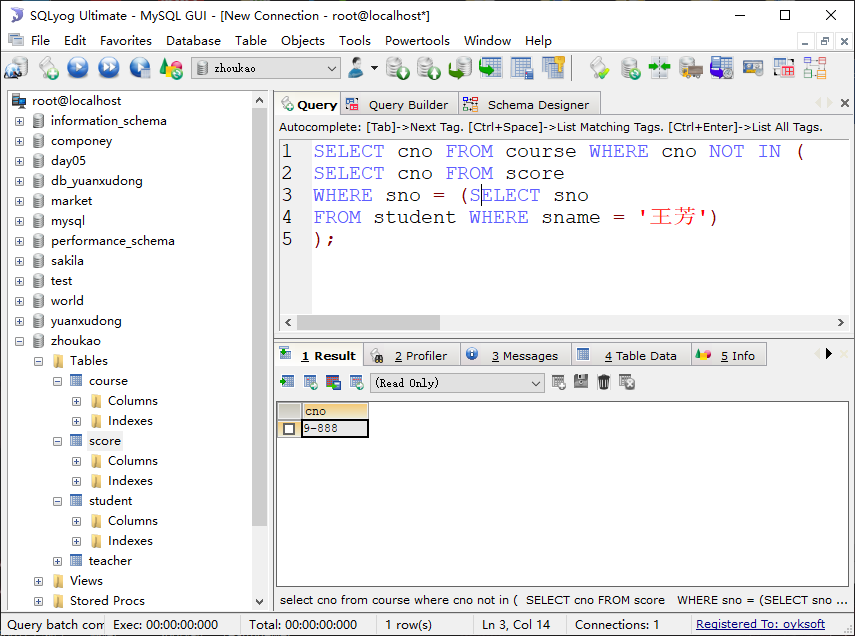 SQLyog Ultimate - MySQL GUI - [New Connection - root@localhost*]
File Edit Favorites Database Table Objects Tools Powertools Window Help
zhoukao
root@localhost
information_schema
componey
day05
db_yuanxudong
market
mysql
performance_schema
sakila
test
world
yuanxudong
zhoukao
Tables
course
Columns
Indexes
score
Columns
Indexes
student
Columns
Indexes
teacher
Views
Stored Procs
Query Query Builder Schema Designer
Autocomplete: [Tab]->Next Tag. [Ctrl+Space]->List Matching Tags. [Ctrl+Enter]->List All Tags.
1 SELECT cno FROM course WHERE cno NOT IN (
2 SELECT cno FROM score
3 WHERE sno = (SELECT sno
4 FROM student WHERE sname = '王芳')
5 );
1 Result 2 Profiler 3 Messages 4 Table Data 5 Info
(Read Only)
cno
9-888
select cno from course where cno not in ( SELECT cno FROM score WHERE sno = (SELECT sno ...
Query batch com Exec: 00:00:00:000 Total: 00:00:00:000 1 row(s) Ln 3, Col 14 Connections: 1 Registered To: oyksoft